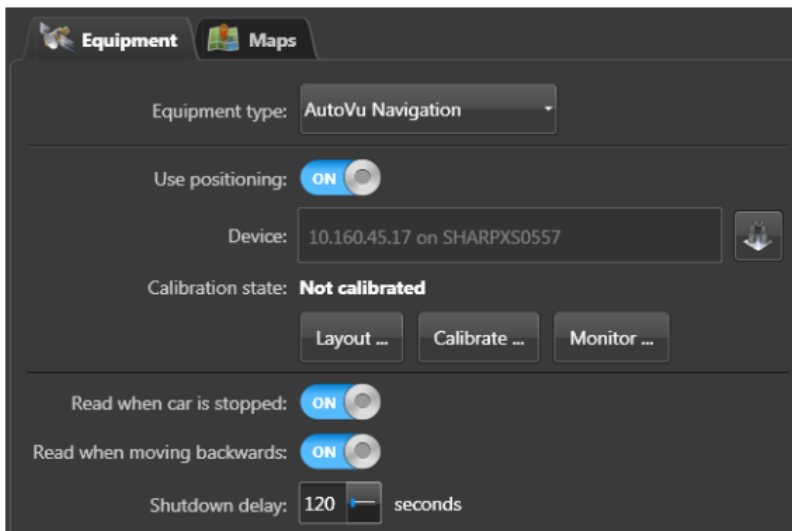 Equipment Maps
Equipment type: AutoVu Navigation
Use positioning: ON
Device: 10.160.45.17 on SHARPXS0557
Calibration state: Not calibrated
Layout ... Calibrate ... Monitor ...
Read when car is stopped: ON
Read when moving backwards: ON
Shutdown delay: 120 seconds